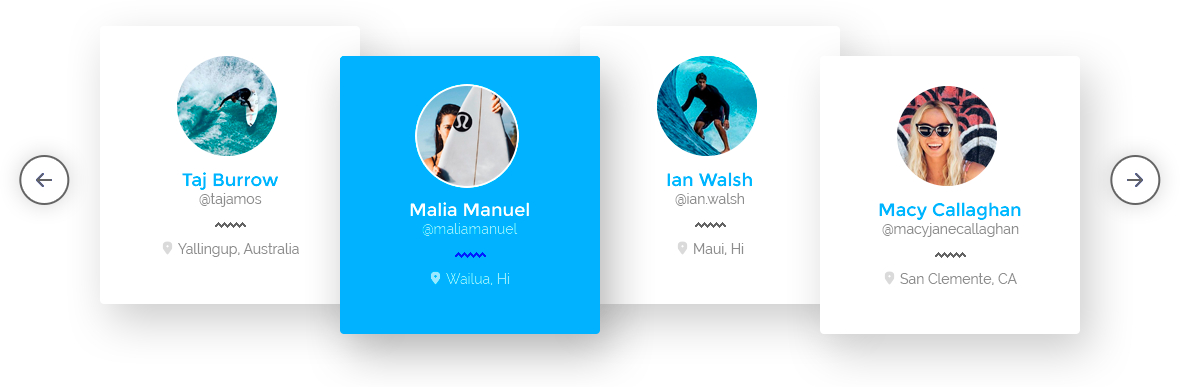 Taj Burrow
@tajamos
Yallingup, Australia
Malia Manuel
@maliamanuel
Wailua, Hi
Ian Walsh
@ian.walsh
Maui, Hi
Macy Callaghan
@macyjanecallaghan
San Clemente, CA